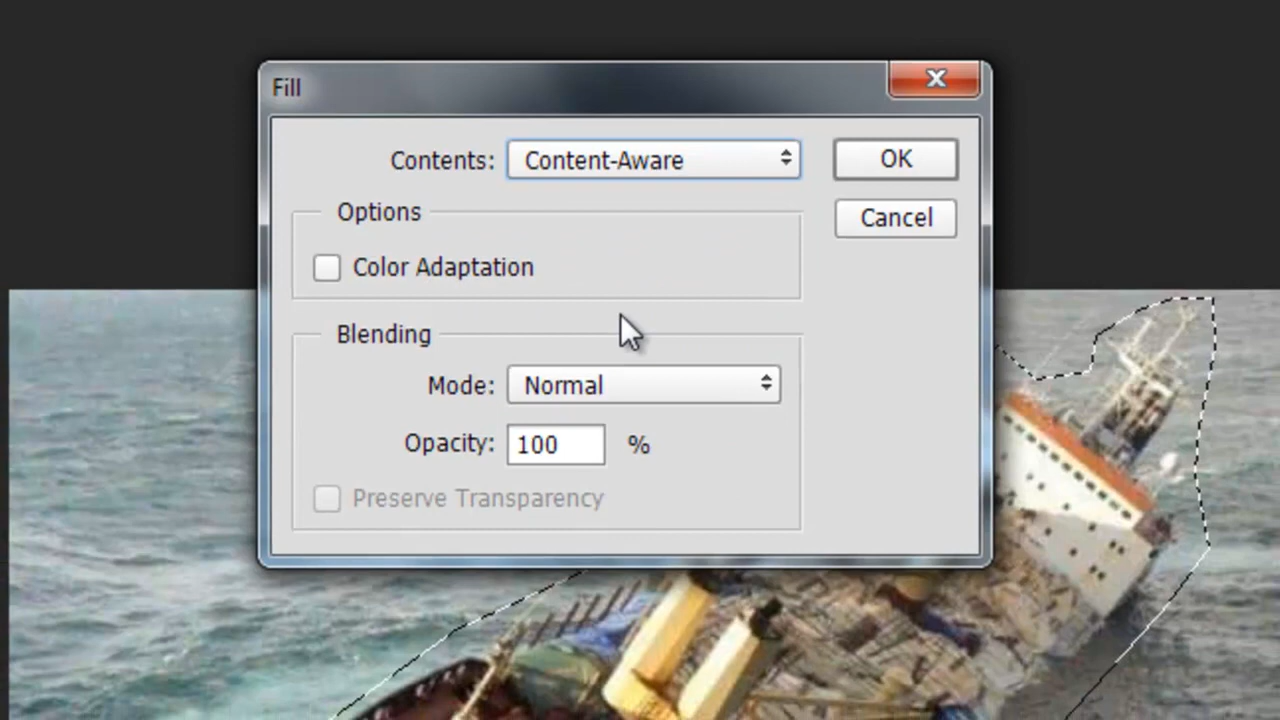 Fill
Contents: Content-Aware OK
Options Cancel
Color Adaptation
Blending
Mode: Normal
Opacity: 100 %
Preserve Transparency